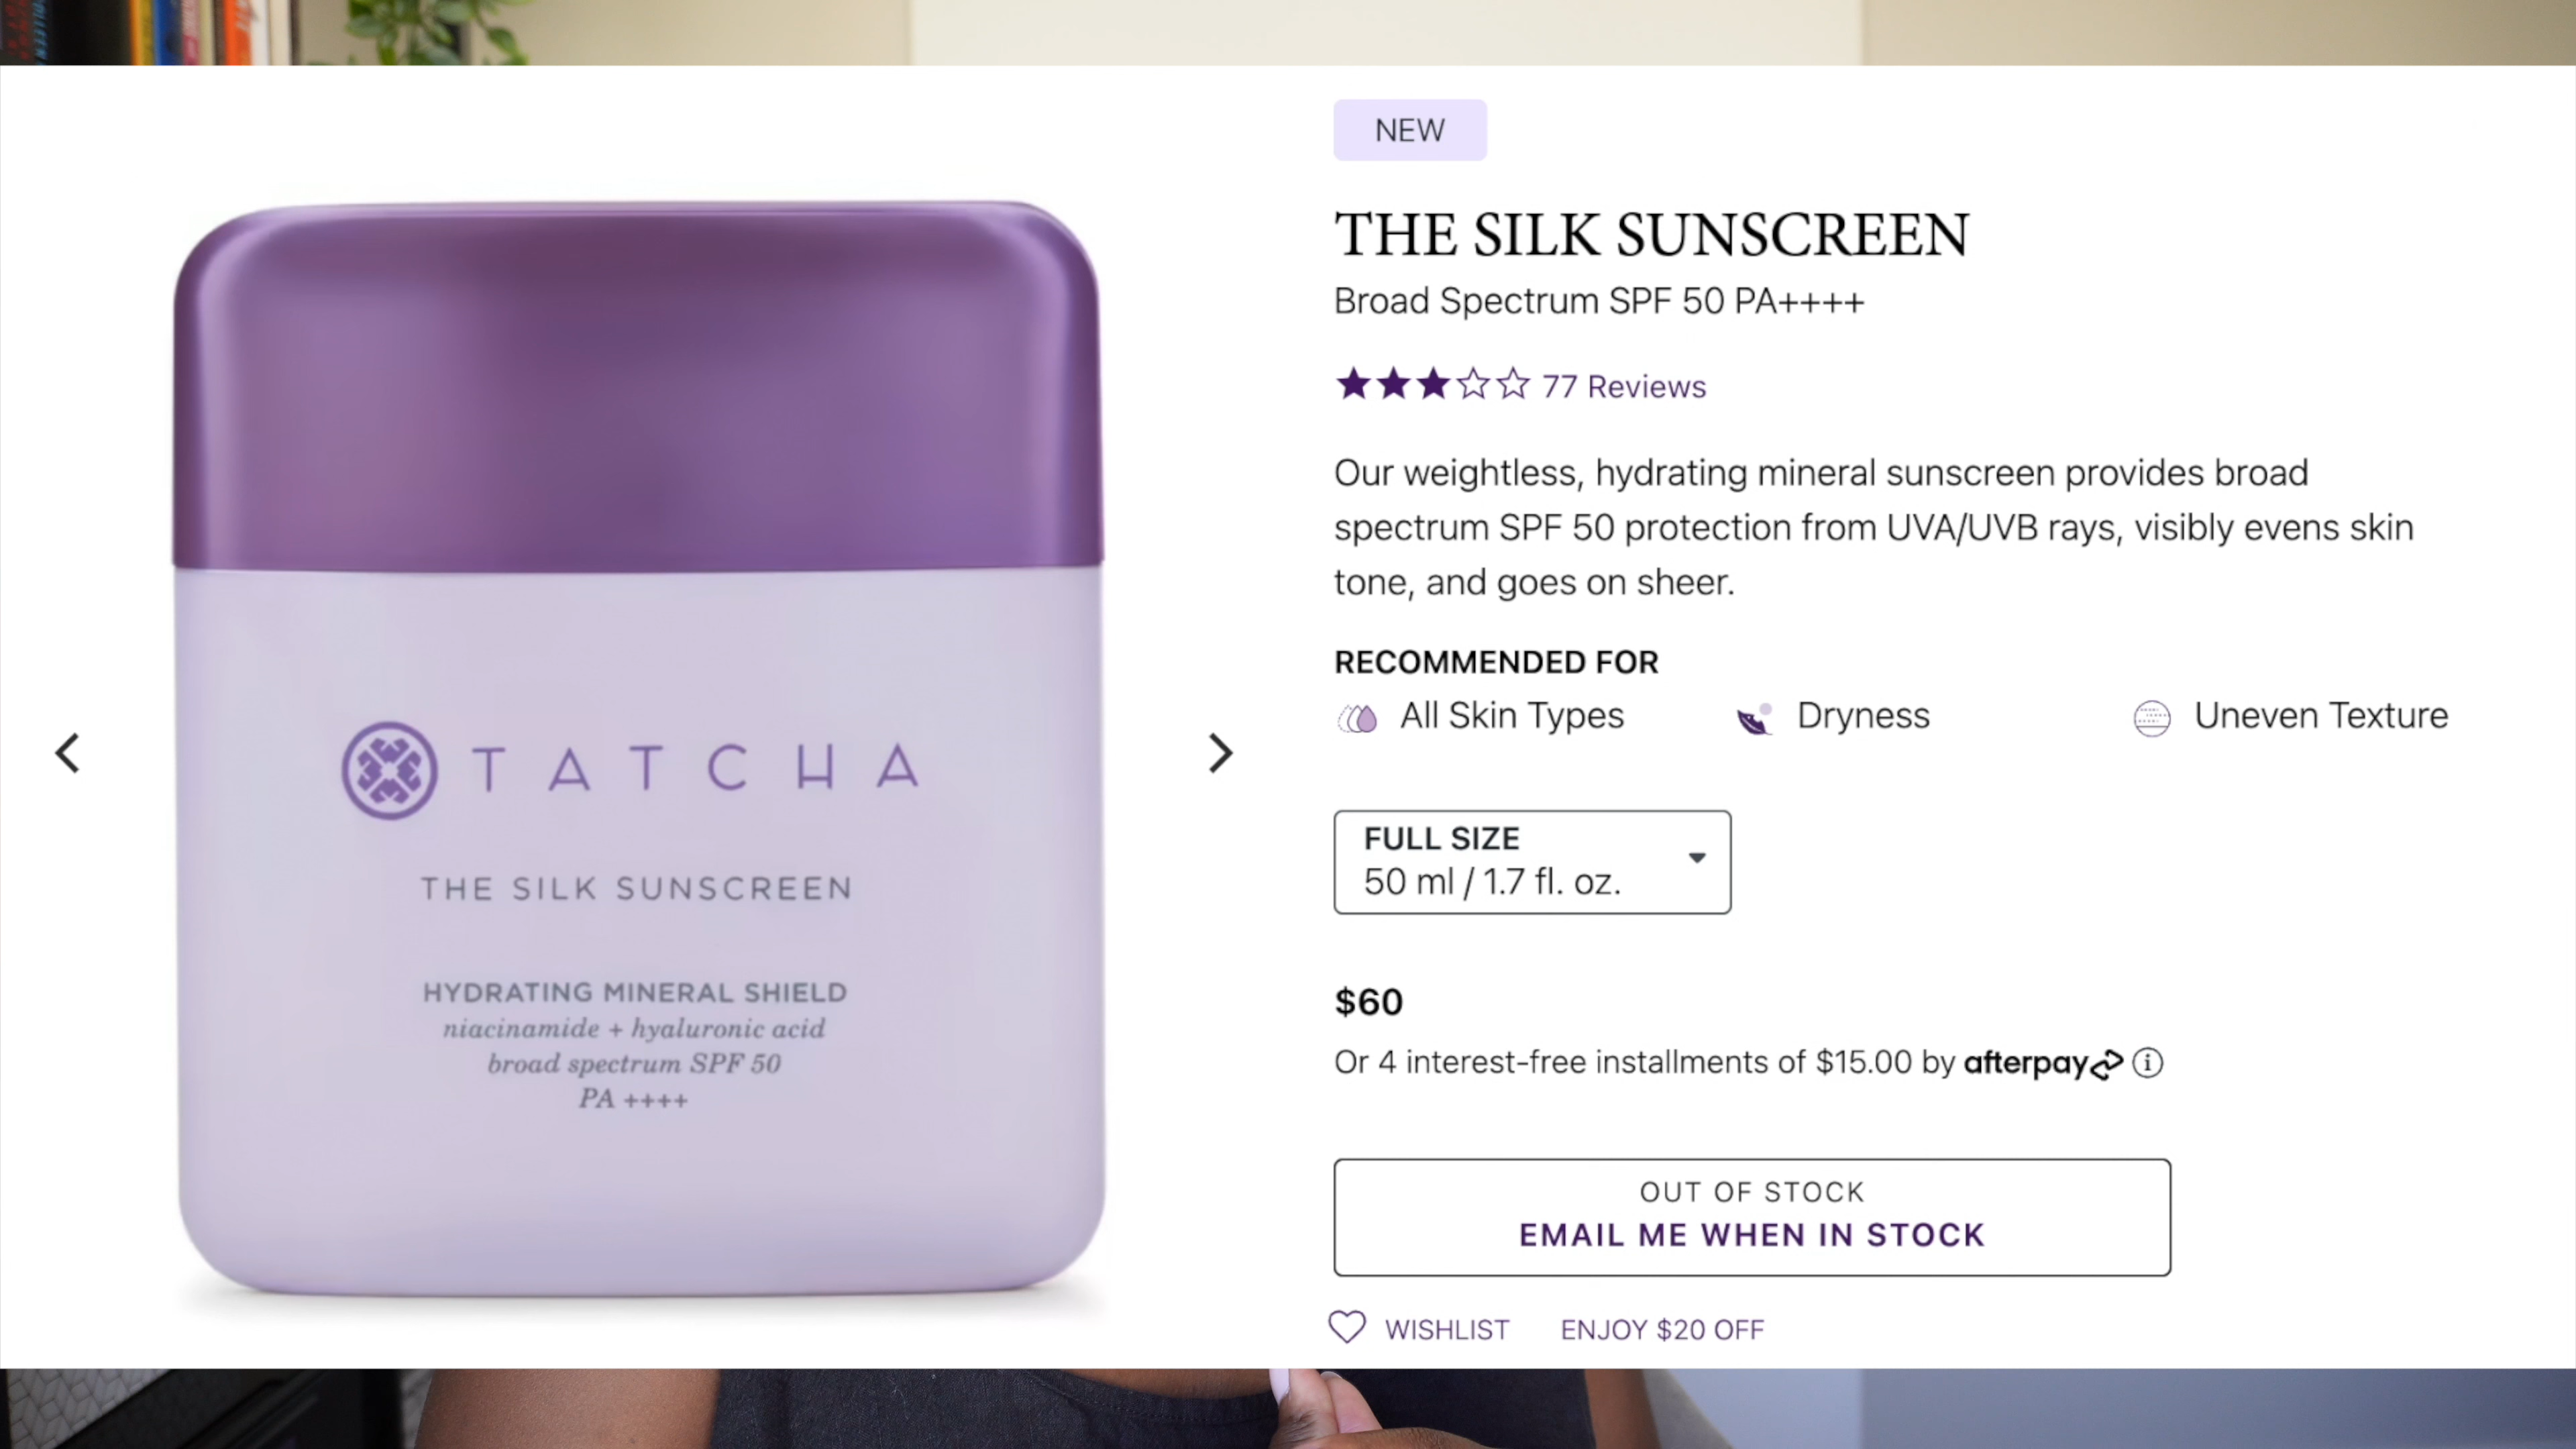 NEW
THE SILK SUNSCREEN
Broad Spectrum SPF 50 PA++++
77 Reviews
Our weightless, hydrating mineral sunscreen provides broad
spectrum SPF 50 protection from UVA/UVB rays, visibly evens skin
tone, and goes on sheer.
RECOMMENDED FOR
All Skin Types
Dryness
Uneven Texture
FULL SIZE
50 ml / 1.7 fl. oz.
$60
Or 4 interest-free installments of $15.00 by afterpay
OUT OF STOCK
EMAIL ME WHEN IN STOCK
WISHLIST
ENJOY $20 OFF
TATCHA
THE SILK SUNSCREEN
HYDRATING MINERAL SHIELD
niacinamide + hyaluronic acid
broad spectrum SPF 50
PA ++++